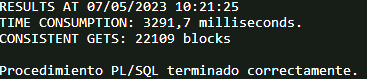 RESULTS AT 07/05/2023 10:21:25
TIME CONSUMPTION: 3291,7 milliseconds.
CONSISTENT GETS: 22109 blocks
Procedimiento PL/SQL terminado correctamente.